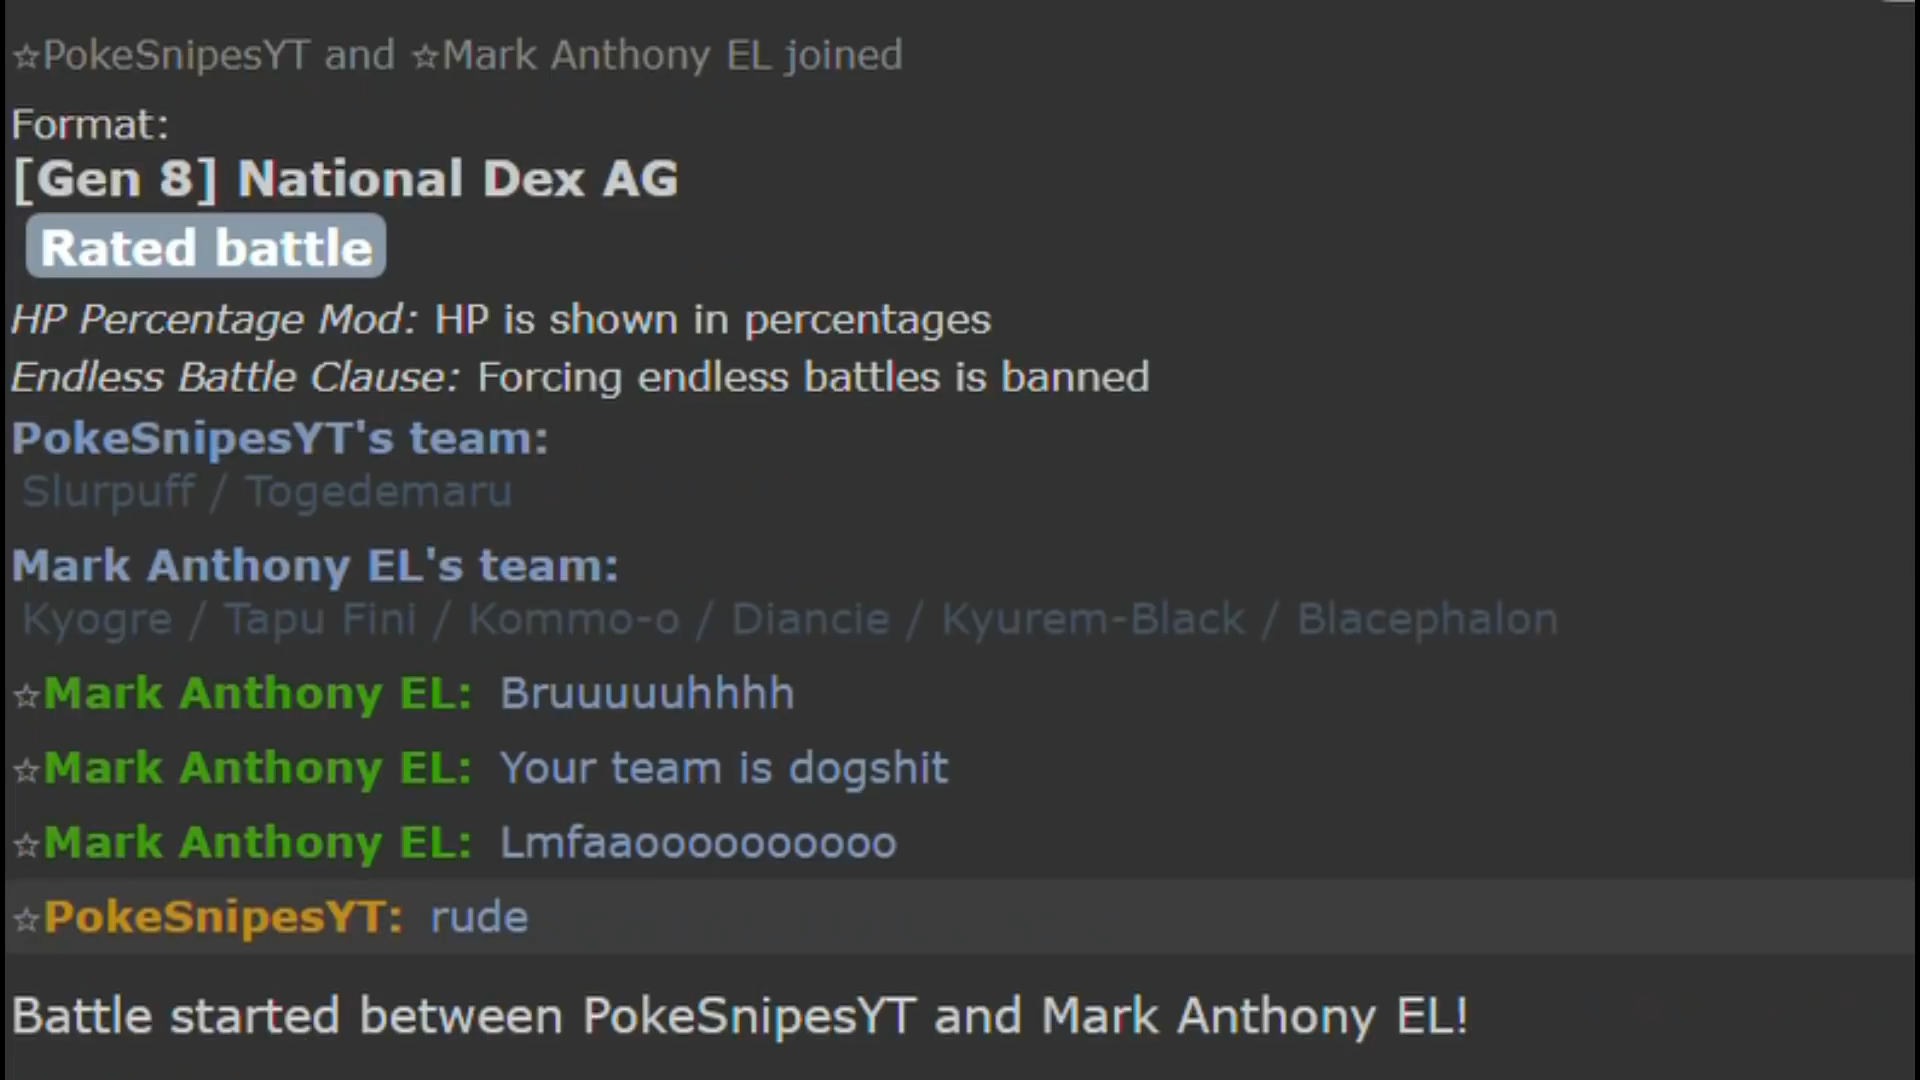 ☆PokeSnipesYT and ☆Mark Anthony EL joined
Format:
[Gen 8] National Dex AG
Rated battle
HP Percentage Mod: HP is shown in percentages
Endless Battle Clause: Forcing endless battles is banned
PokeSnipesYT's team:
Slurpuff / Togedemaru
Mark Anthony EL's team:
Kyogre / Tapu Fini / Kommo-o / Diancie / Kyurem-Black / Blacephalon
☆Mark Anthony EL: Bruuuuuhhhh
☆Mark Anthony EL: Your team is dogshit
☆Mark Anthony EL: Lmfaaoooooooooo
☆PokeSnipesYT: rude
Battle started between PokeSnipesYT and Mark Anthony EL!